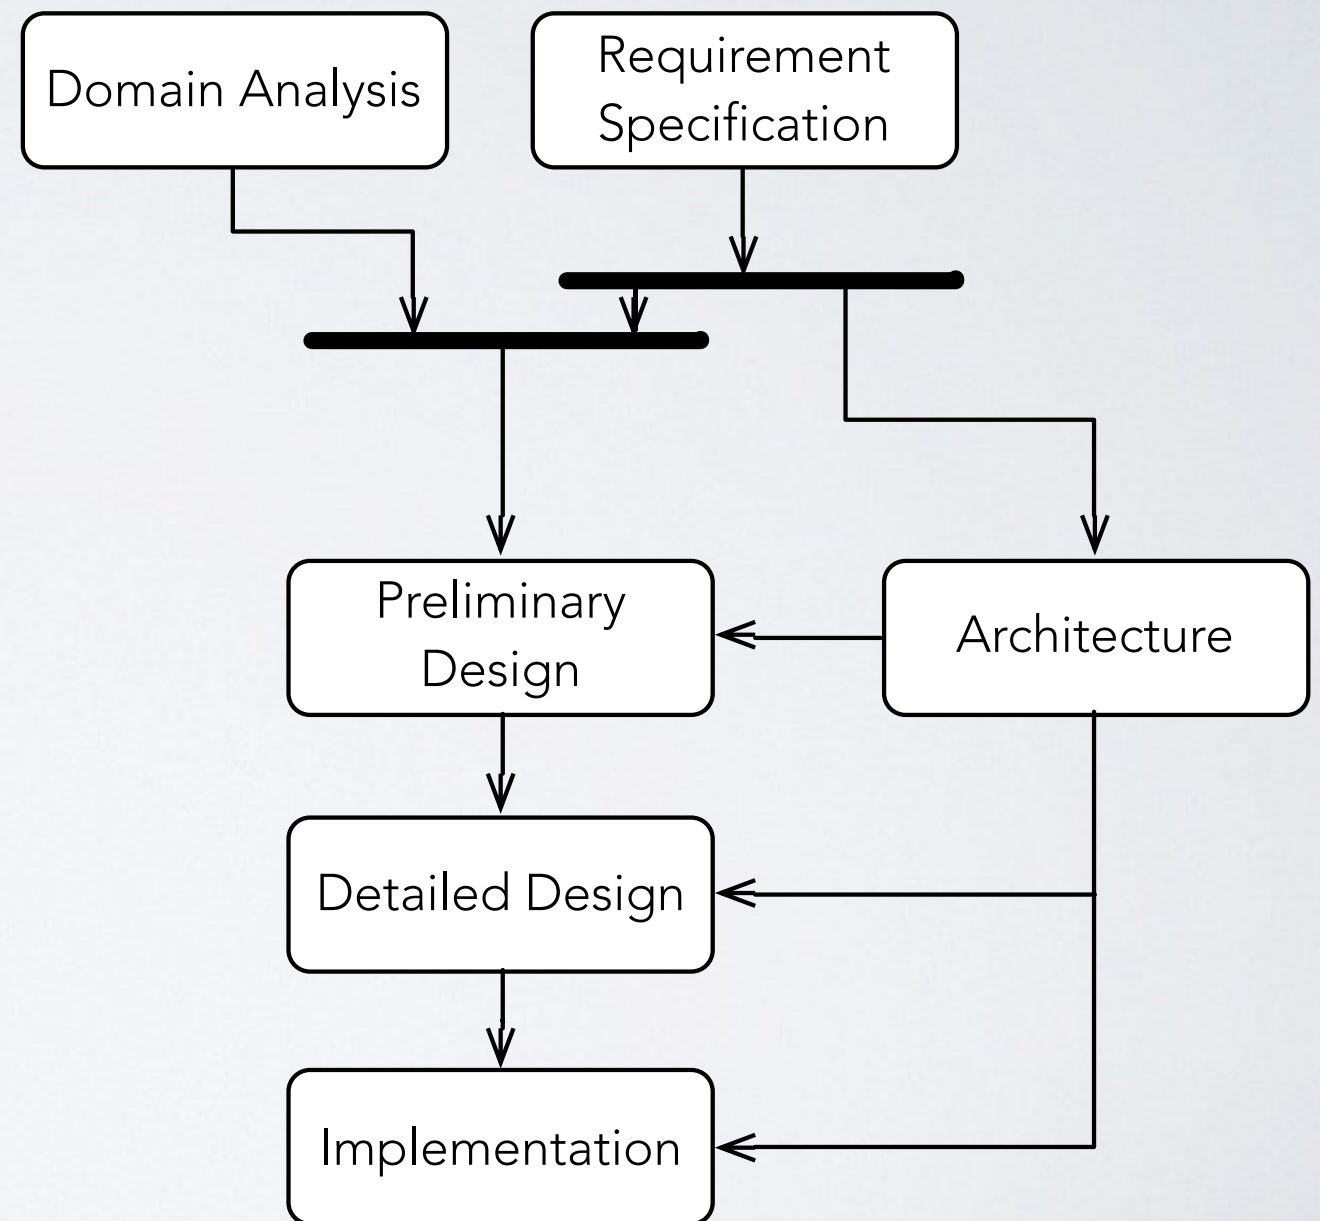 Domain Analysis
Requirement
Specification
Preliminary
Design
Architecture
Detailed Design
Implementation